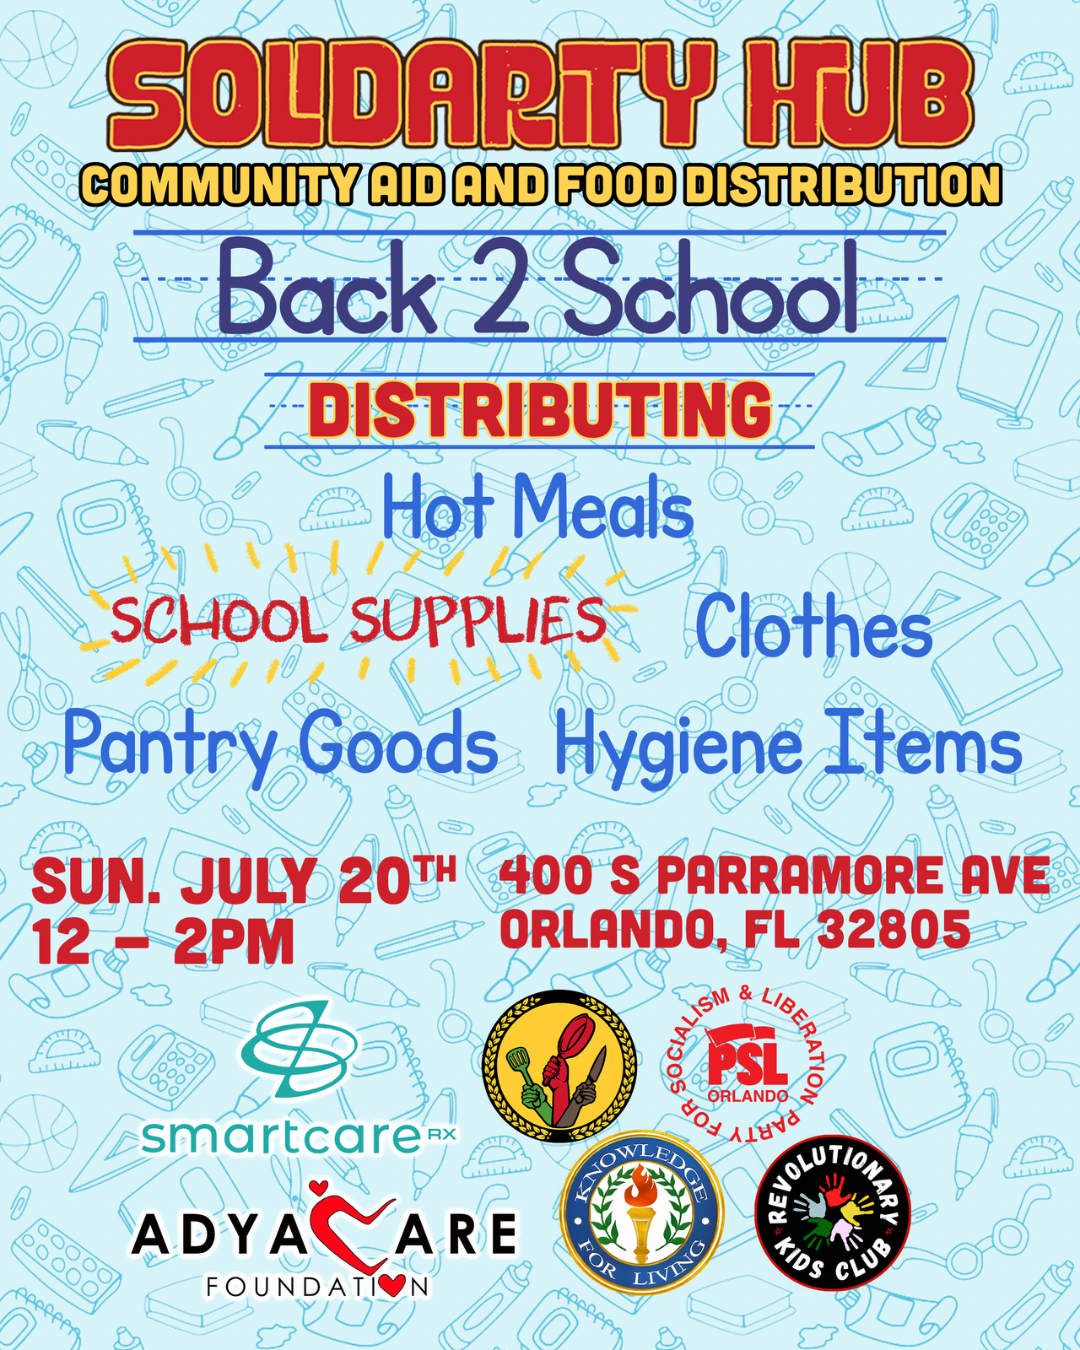 SOLIDARITY HUB
COMMUNITY AID AND FOOD DISTRIBUTION
Back 2 School
DISTRIBUTING
Hot Meals
SCHOOL SUPPLIES
Clothes
Pantry Goods
Hygiene Items
SUN. JULY 20TH
12 – 2PM
400 S PARRAMORE AVE
ORLANDO, FL 32805
smartcare RX
PARTY FOR SOCIALISM & LIBERATION
PSL
ORLANDO
KNOWLEDGE
FOR LIVING
REVOLUTIONARY
KIDS CLUB
ADYACARE
FOUNDATION